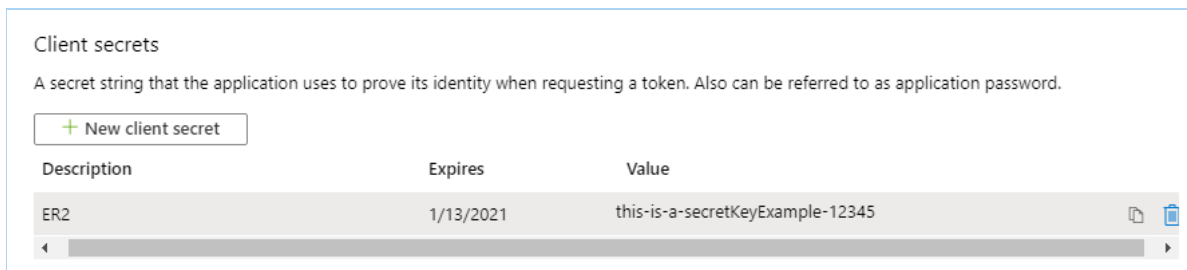 Client secrets
A secret string that the application uses to prove its identity when requesting a token. Also can be referred to as application password.
+ New client secret
Description Expires Value
ER2 1/13/2021 this-is-a-secretKeyExample-12345